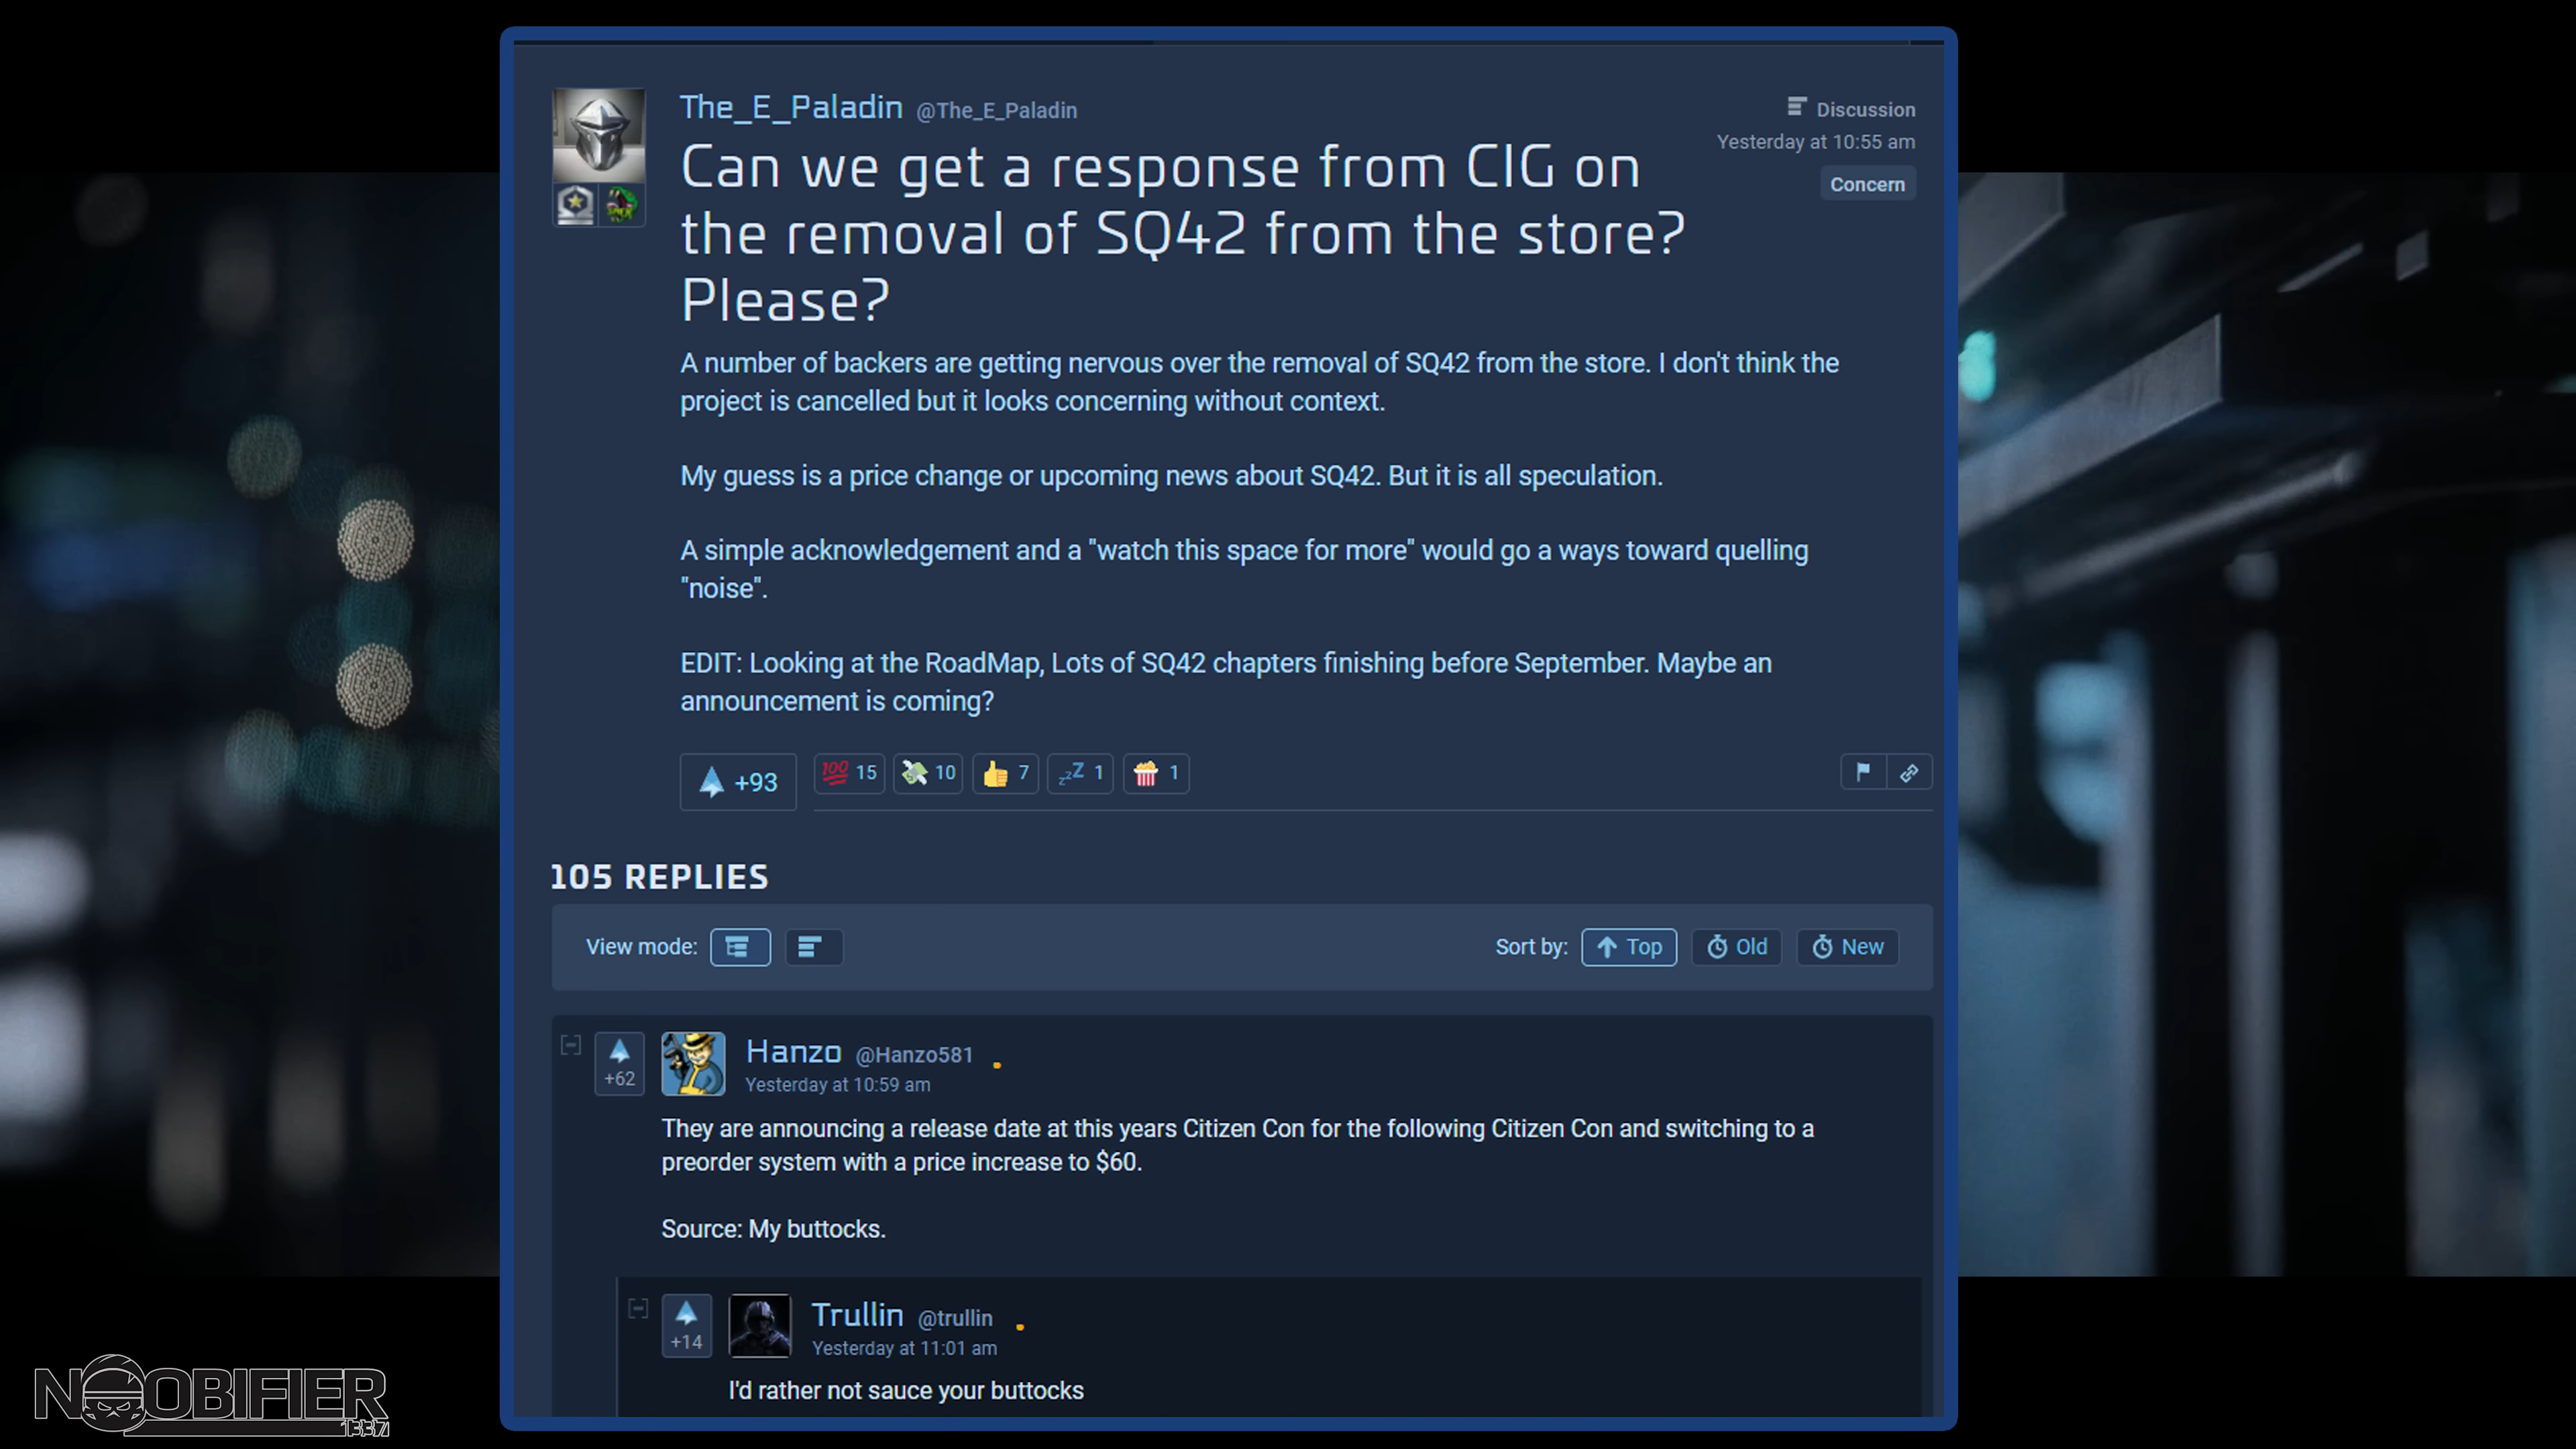 The_E_Paladin @The_E_Paladin
Discussion
Yesterday at 10:55 am
Concern
Can we get a response from CIG on
the removal of SQ42 from the store?
Please?
A number of backers are getting nervous over the removal of SQ42 from the store. I don't think the
project is cancelled but it looks concerning without context.
My guess is a price change or upcoming news about SQ42. But it is all speculation.
A simple acknowledgement and a "watch this space for more" would go a ways toward quelling
"noise".
EDIT: Looking at the RoadMap, Lots of SQ42 chapters finishing before September. Maybe an
announcement is coming?
+93 100 15 10 7 zzZ 1 1
105 REPLIES
View mode: Sort by: Top Old New
+62
Hanzo @Hanzo581
Yesterday at 10:59 am
They are announcing a release date at this years Citizen Con for the following Citizen Con and switching to a
preorder system with a price increase to $60.
Source: My buttocks.
+14
Trullin @trullin
Yesterday at 11:01 am
I'd rather not sauce your buttocks
NOOBIFIER
1337